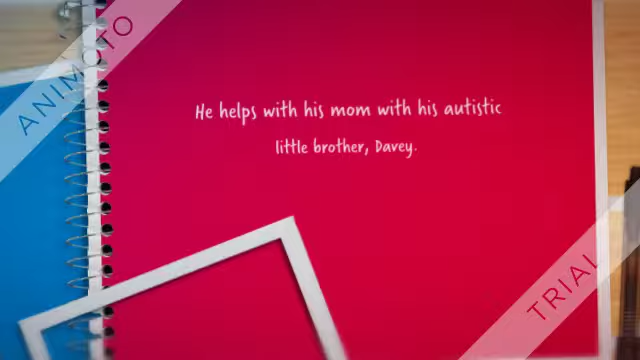 ANIMOTO
He helps with his mom with his autistic
little brother, Davey.
TRIAL